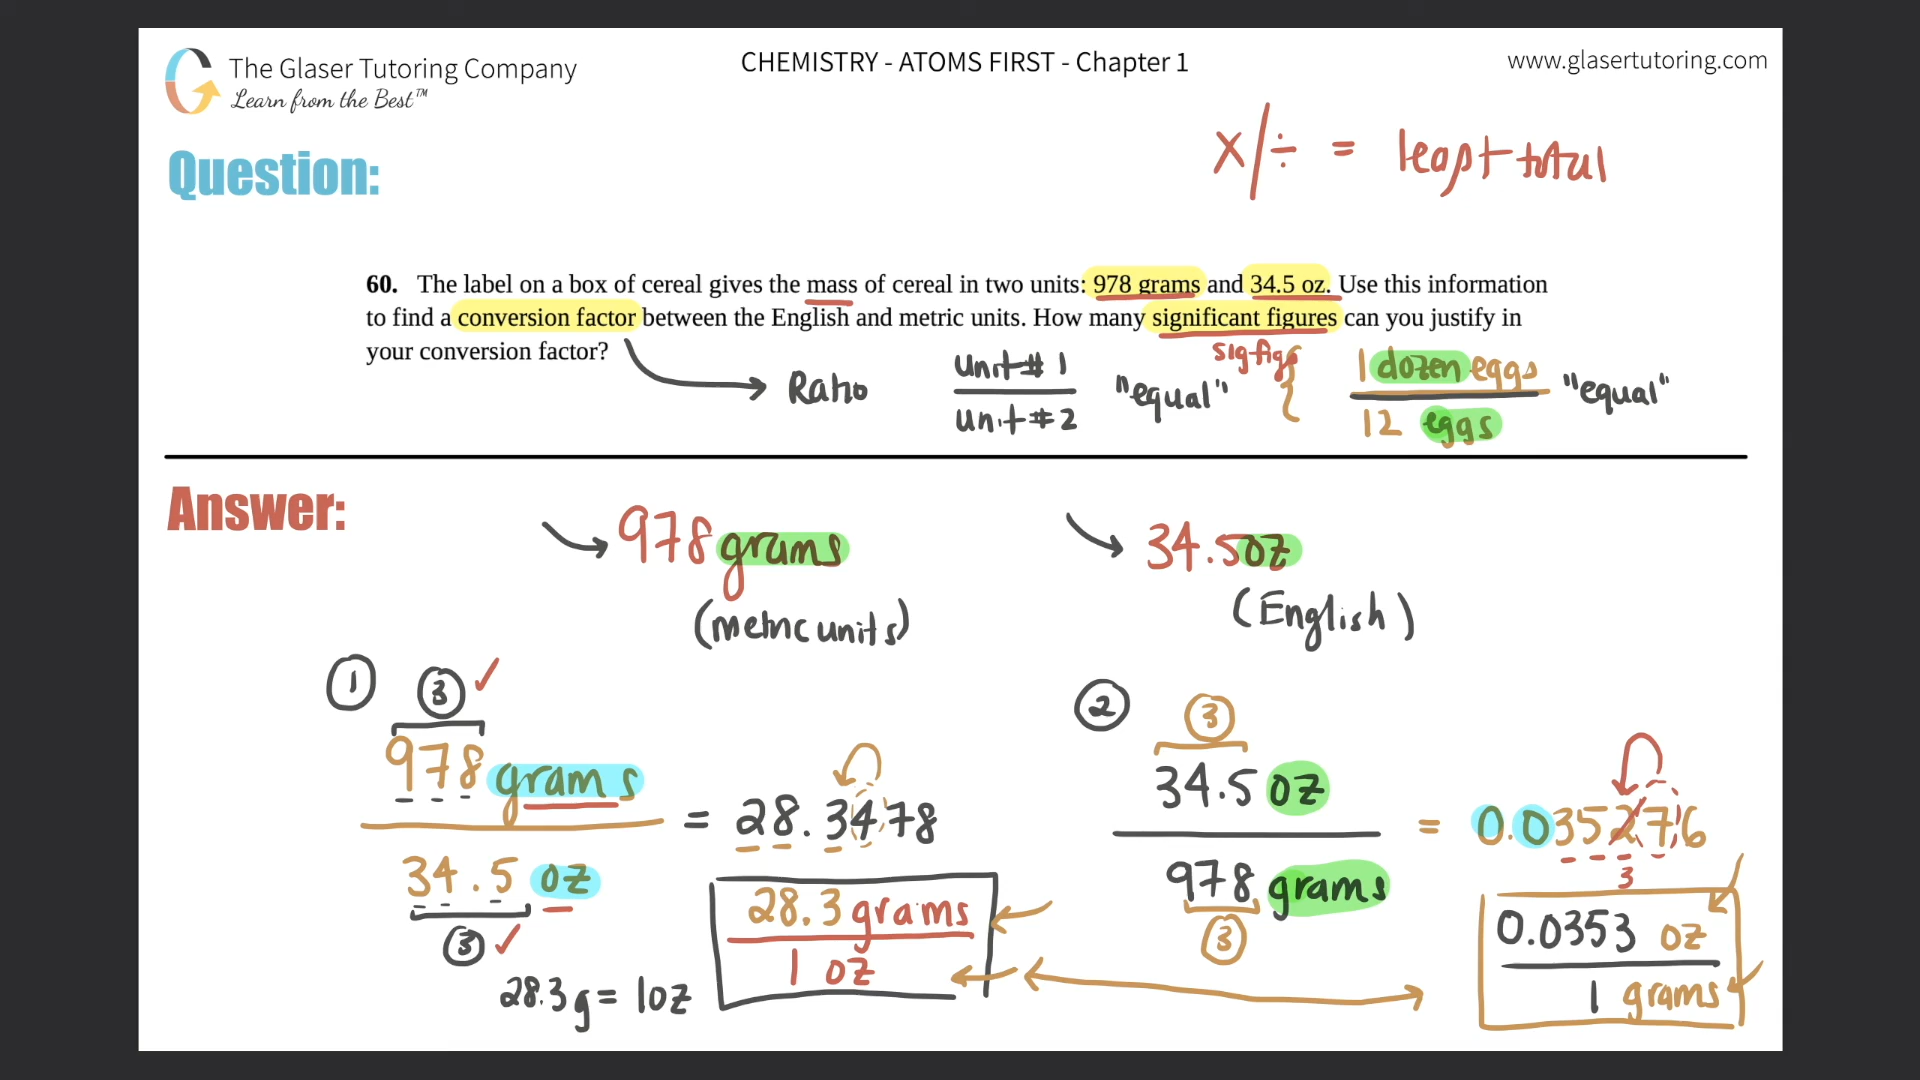 The Glaser Tutoring Company
Learn from the Best™
CHEMISTRY - ATOMS FIRST - Chapter 1
www.glasertutoring.com
x/÷ = least total
Question:
60. The label on a box of cereal gives the mass of cereal in two units: 978 grams and 34.5 oz. Use this information
to find a conversion factor between the English and metric units. How many significant figures can you justify in
your conversion factor?
sig figs
Ratio
unit #1
unit #2
"equal"
1 dozen eggs
12 eggs
"equal"
Answer:
978 grams
(metric units)
34.5 oz
(English)
1
3
978 grams
34.5 oz
3
= 28.3478
28.3 grams
1 oz
28.3g = 1oz
2
3
34.5 oz
978 grams
3
= 0.035276
3
0.0353 oz
1 grams